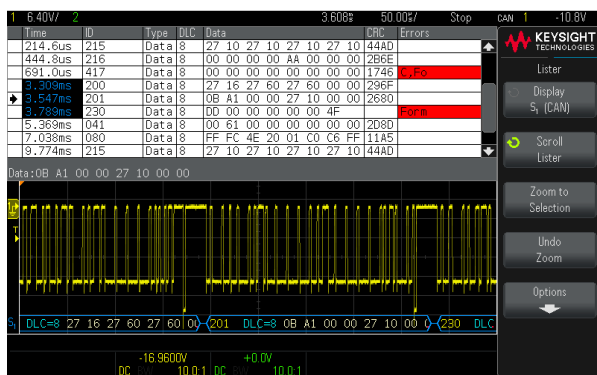 1 6.40V/ 2 3.608s 50.00s/ Stop CAN 1 -10.8V
Time ID Type DLC Data CRC Errors
214.6us 215 Data 8 27 10 27 10 27 10 27 10 44AD
444.8us 216 Data 8 00 00 00 00 AA 00 00 00 2B6E
691.0us 417 Data 8 00 00 00 00 00 00 00 00 1746 C,Fo
3.309ms 200 Data 8 27 16 27 60 27 60 00 00 296F
3.547ms 201 Data 8 0B A1 00 00 27 10 00 00 2680
3.789ms 230 Data 8 DD 00 00 00 00 00 4F Form
5.369ms 041 Data 8 00 61 00 00 00 00 00 00 2D8D
7.038ms 080 Data 8 FF FC 4E 20 01 C0 C6 FF 11A5
9.774ms 215 Data 8 27 10 27 10 27 10 27 10 44AD
Data:0B A1 00 00 27 10 00 00
T
S1 DLC=8 27 16 27 60 27 60 00 201 DLC=8 0B A1 00 00 27 10 00 230 DLC
-16.9600V +0.0V
DC BW 10.0:1 DC BW 10.0:1
KEYSIGHT
TECHNOLOGIES
Lister
Display
S1 (CAN)
Scroll
Lister
Zoom to
Selection
Undo
Zoom
Options